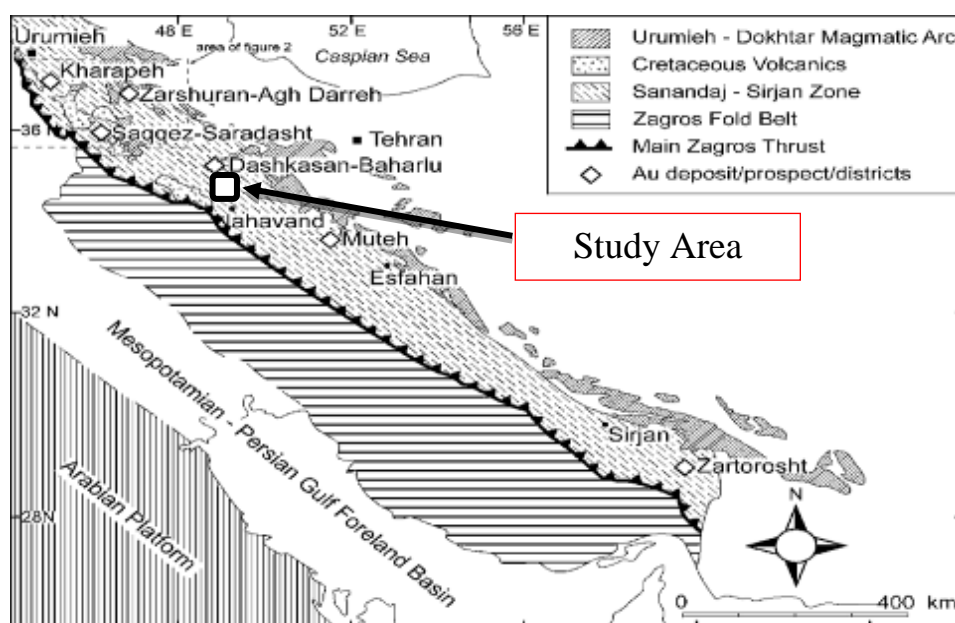 48 E
52 E
56 E
Urumieh
area of figure 2
Caspian Sea
Kharapeh
Zarshuran-Agh Darreh
36 N
Saqqez-Saradasht
Tehran
Dashkasan-Baharlu
Urumieh - Dokhtar Magmatic Arc
Cretaceous Volcanics
Sanandaj - Sirjan Zone
Zagros Fold Belt
Main Zagros Thrust
Au deposit/prospect/districts
Nahavand
Muteh
Study Area
Esfahan
32 N
Mesopotamian - Persian Gulf Foreland Basin
Sirjan
Zartorosht
Arabian Platform
28N
N
0 400 km